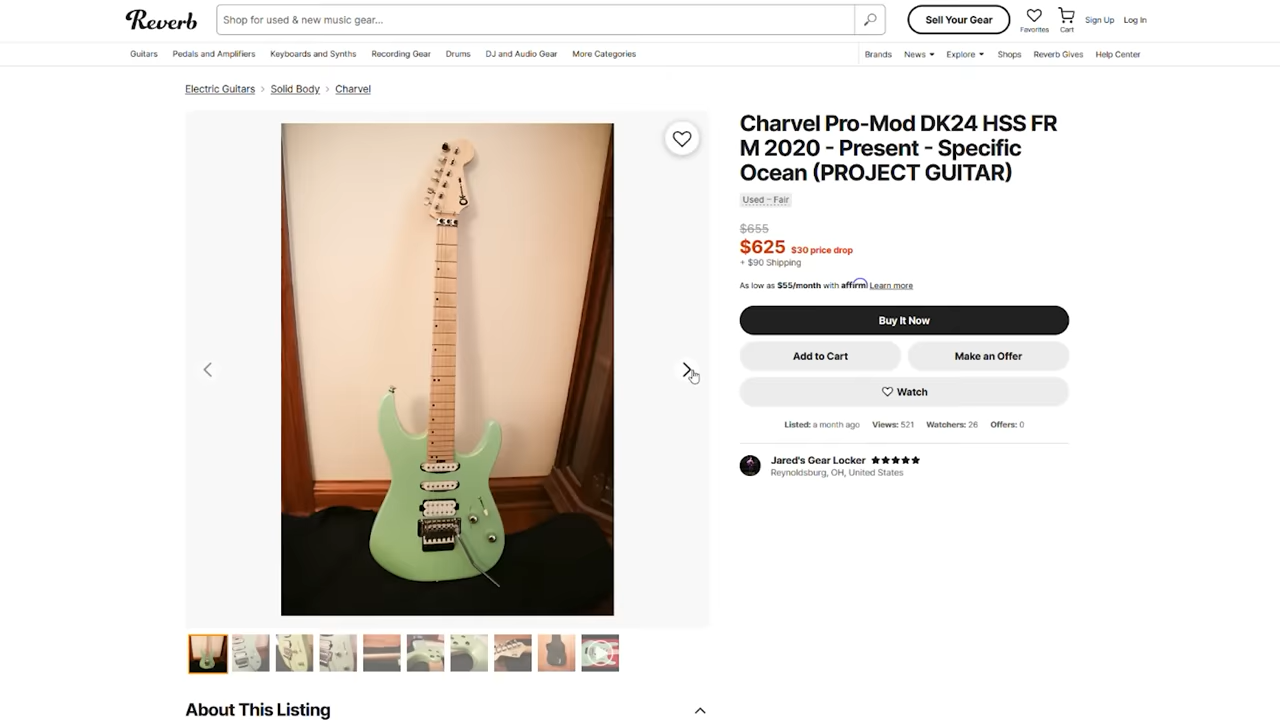 Reverb
Shop for used & new music gear...
Sell Your Gear
Favorites
Cart
Sign Up
Log In
Guitars
Pedals and Amplifiers
Keyboards and Synths
Recording Gear
Drums
DJ and Audio Gear
More Categories
Brands
News
Explore
Shops
Reverb Gives
Help Center
Electric Guitars > Solid Body > Charvel
Charvel Pro-Mod DK24 HSS FR
M 2020 - Present - Specific
Ocean (PROJECT GUITAR)
Used – Fair
$655
$625 $30 price drop
+ $90 Shipping
As low as $55/month with affirm Learn more
Buy It Now
Add to Cart
Make an Offer
Watch
Listed: a month ago Views: 521 Watchers: 26 Offers: 0
Jared's Gear Locker ★★★★★
Reynoldsburg, OH, United States
About This Listing